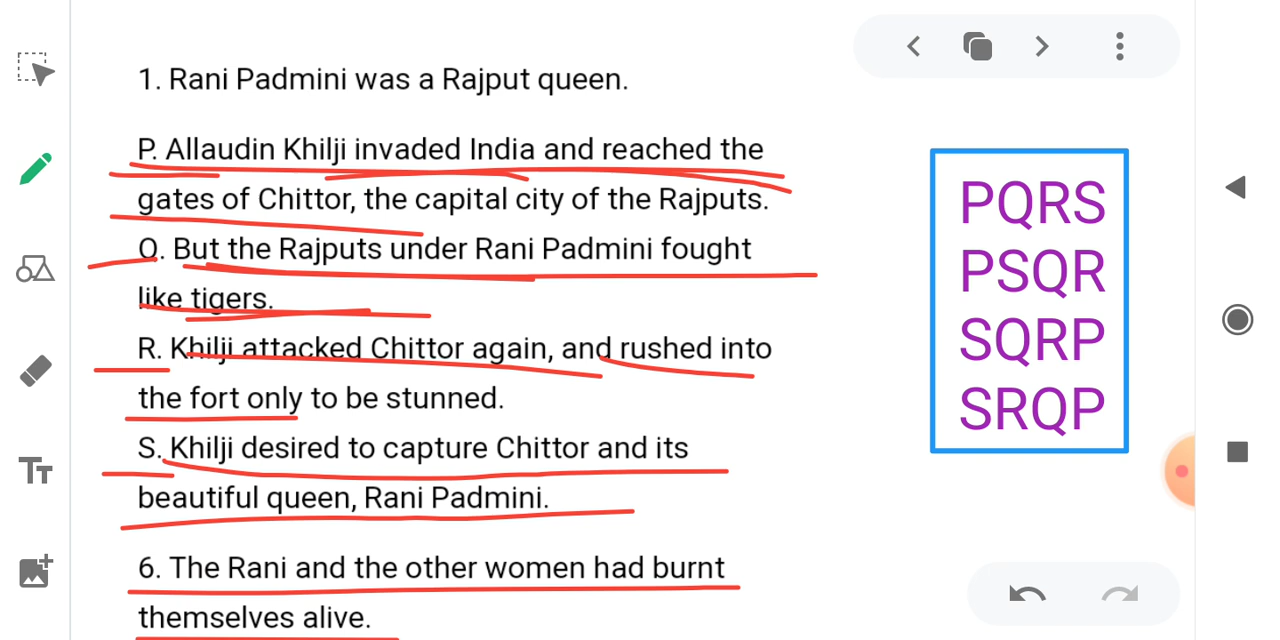 1. Rani Padmini was a Rajput queen.
P. Allaudin Khilji invaded India and reached the
gates of Chittor, the capital city of the Rajputs.
Q. But the Rajputs under Rani Padmini fought
like tigers.
R. Khilji attacked Chittor again, and rushed into
the fort only to be stunned.
S. Khilji desired to capture Chittor and its
beautiful queen, Rani Padmini.
6. The Rani and the other women had burnt
themselves alive.
PQRS
PSQR
SQRP
SRQP
TT